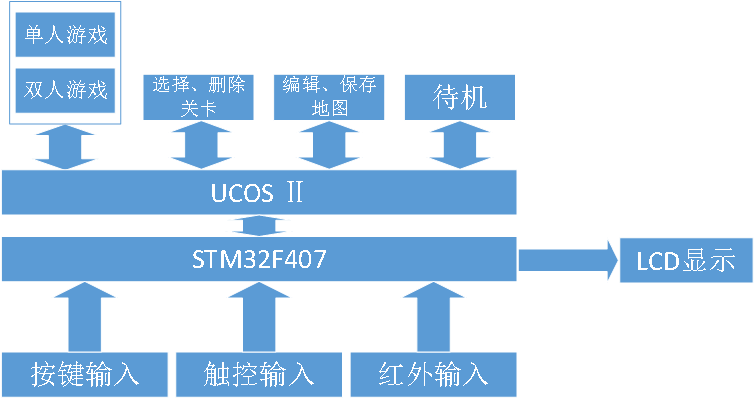 单人游戏
双人游戏
选择、删除
关卡
编辑、保存
地图
待机
UCOS Ⅱ
STM32F407
LCD显示
按键输入
触控输入
红外输入